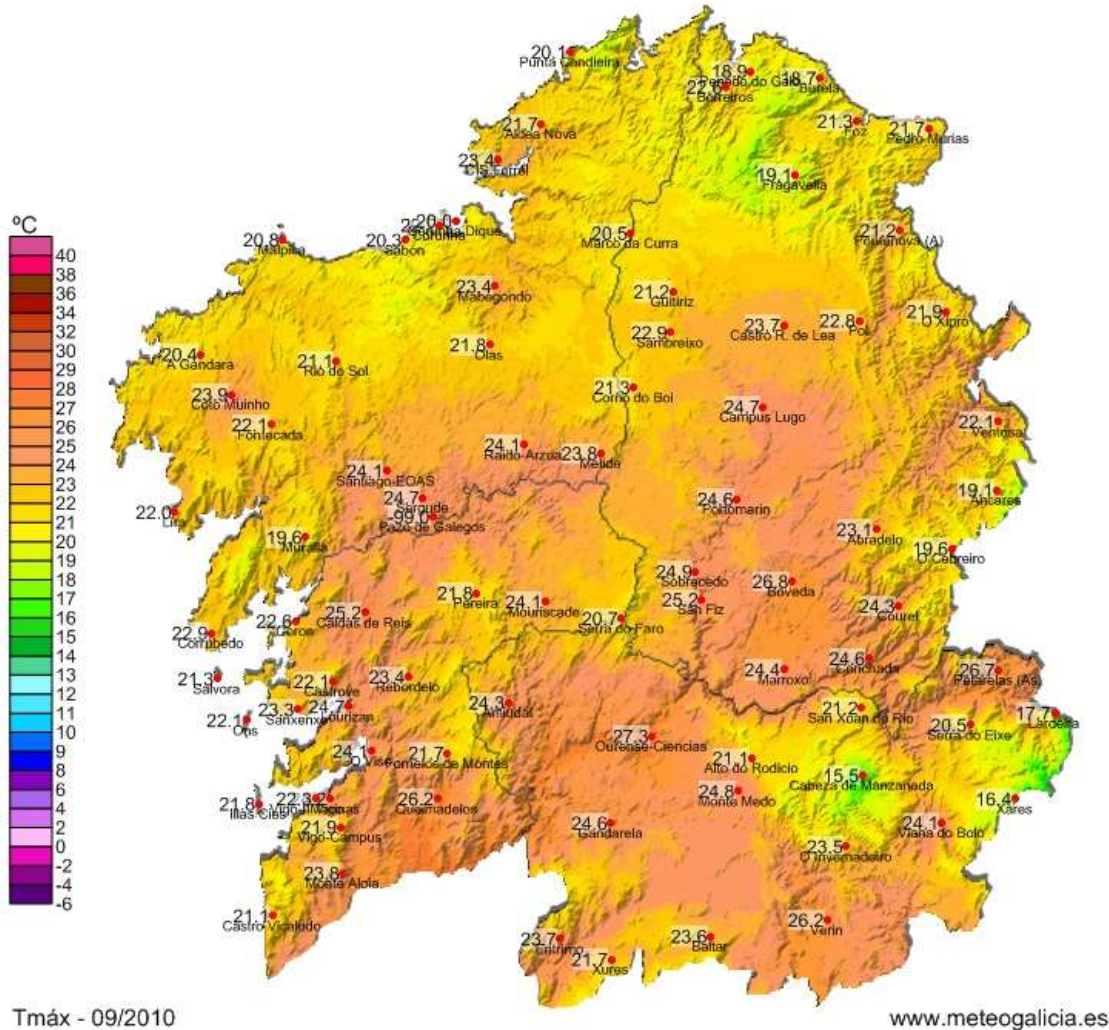 20.1
Punta Candieira
18.9
Penedo do Galo
18.7
Burela
22.6
Borreiros
21.7
Aldea Nova
21.3
Foz
21.7
Pedro Murias
23.4
CIS Ferrol
19.1
Fragavella
ºC
20.0
Dique
Coruña
20.8
Malpica
20.3
Sabón
20.5
Marco da Curra
21.2
Pontenova (A)
23.4
Mabegondo
21.2
Guitiriz
21.9
O Xipro
22.9
Sambreixo
23.7
Castro R. de Lea
22.8
Pol
21.8
Olas
20.4
A Gándara
21.1
Río do Sol
21.3
Corno do Boi
23.9
Coto Muiño
24.7
Campus Lugo
22.1
Fontecada
22.1
Ventosa
24.1
Raído-Arzúa
23.8
Melide
24.1
Santiago-EOAS
24.7
Sergude
-99.0
Pazo de Galegos
24.6
Portomarín
19.1
Ancares
22.0
Lira
19.6
Muralla
23.1
Abradelo
19.6
O Cebreiro
24.9
Sobrecedo
26.8
Bóveda
21.8
Pereira
24.1
Mouriscade
25.2
San Fiz
24.3
Courel
25.2
Caldas de Reis
22.6
Corón
20.7
Serra do Faro
22.9
Corrubedo
24.6
Conchada
24.4
Marroxo
26.7
Petarelas (As)
21.3
Sálvora
22.1
Castrove
23.4
Rebordelo
24.3
Amiudal
24.7
Lourizán
23.3
Sanxenxo
21.2
San Xoán de Río
17.7
Lardeira
22.1
Ons
20.5
Serra do Eixe
27.3
Ourense-Ciencias
24.1
O Viso
21.7
Fornelos de Montes
21.1
Alto do Rodicio
15.5
Cabeza de Manzaneda
24.8
Monte Medo
16.4
Xares
21.8
Illas Cíes
22.3
26.2
Queimadelos
21.9
Vigo-Campus
24.6
Gandarela
24.1
Viana do Bolo
23.5
O Invernadeiro
23.8
Monte Aloia
21.1
Castro Vicaludo
26.2
Verín
23.7
Entrimo
23.6
Baltar
21.7
Xurés
40
38
36
34
32
30
29
28
27
26
25
24
23
22
21
20
19
18
17
16
15
14
13
12
11
10
9
8
6
4
2
0
-2
-4
-6
Tmáx - 09/2010
www.meteogalicia.es